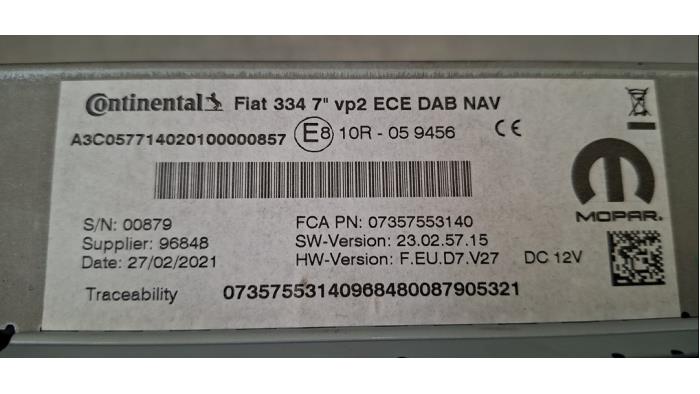 Continental Fiat 334 7" vp2 ECE DAB NAV
A3C057714020100000857 E8 10R - 05 9456 CE
MOPAR.
S/N: 00879 FCA PN: 07357553140
Supplier: 96848 SW-Version: 23.02.57.15
Date: 27/02/2021 HW-Version: F.EU.D7.V27 DC 12V
Traceability 07357553140968480087905321